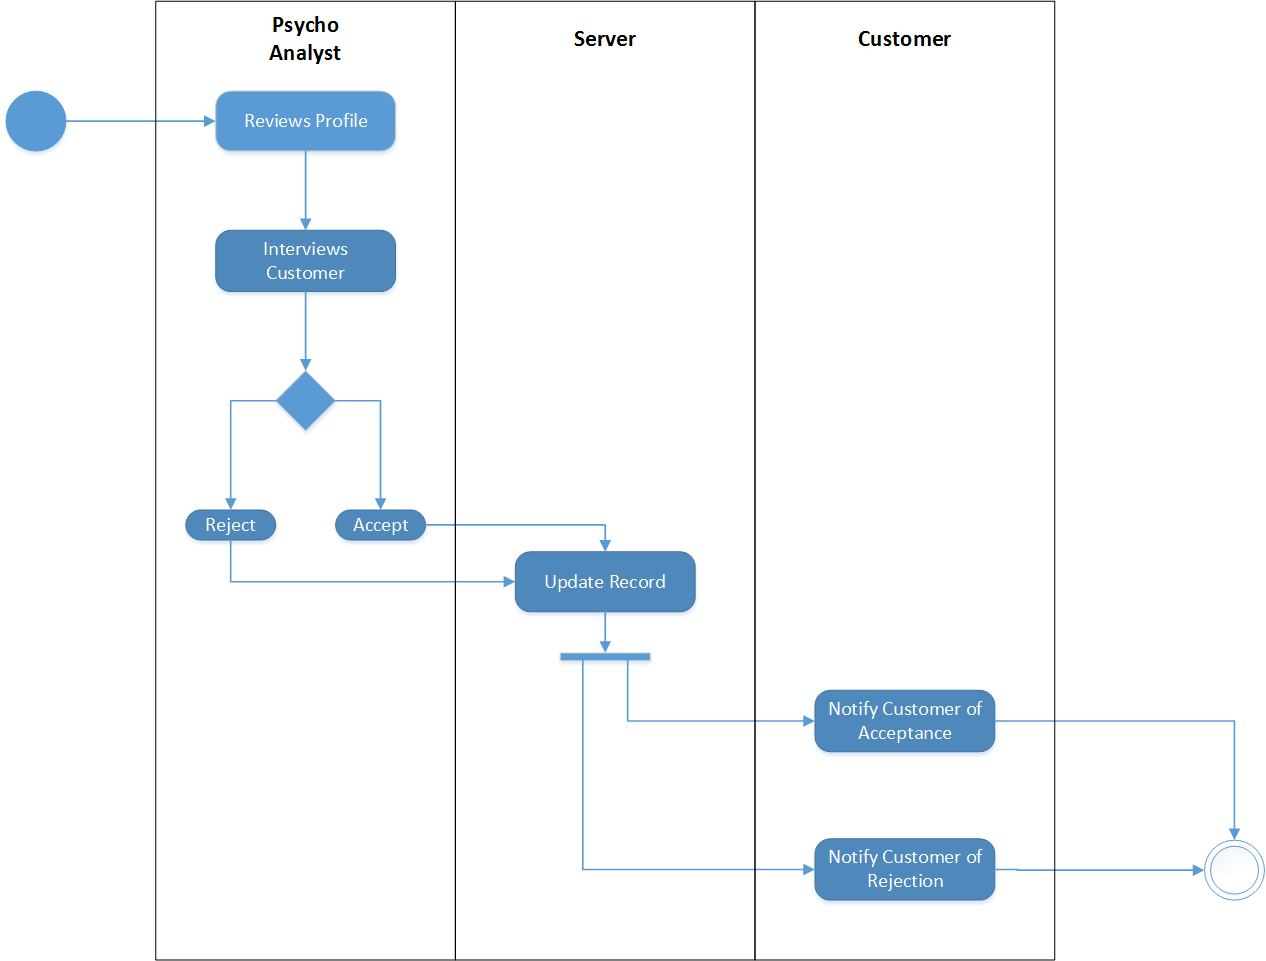 Psycho
Analyst
Server
Customer
Reviews Profile
Interviews
Customer
Reject
Accept
Update Record
Notify Customer of
Acceptance
Notify Customer of
Rejection